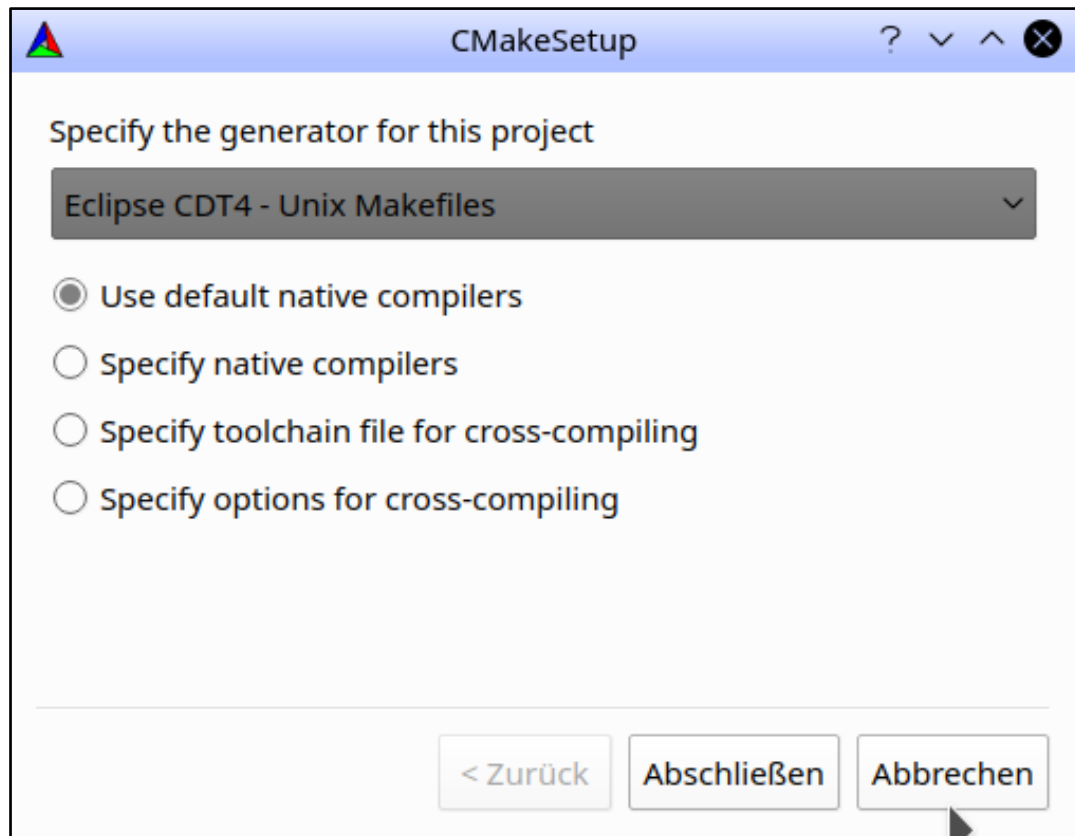 CMakeSetup
Specify the generator for this project
Eclipse CDT4 - Unix Makefiles
Use default native compilers
Specify native compilers
Specify toolchain file for cross-compiling
Specify options for cross-compiling
< Zurück Abschließen Abbrechen